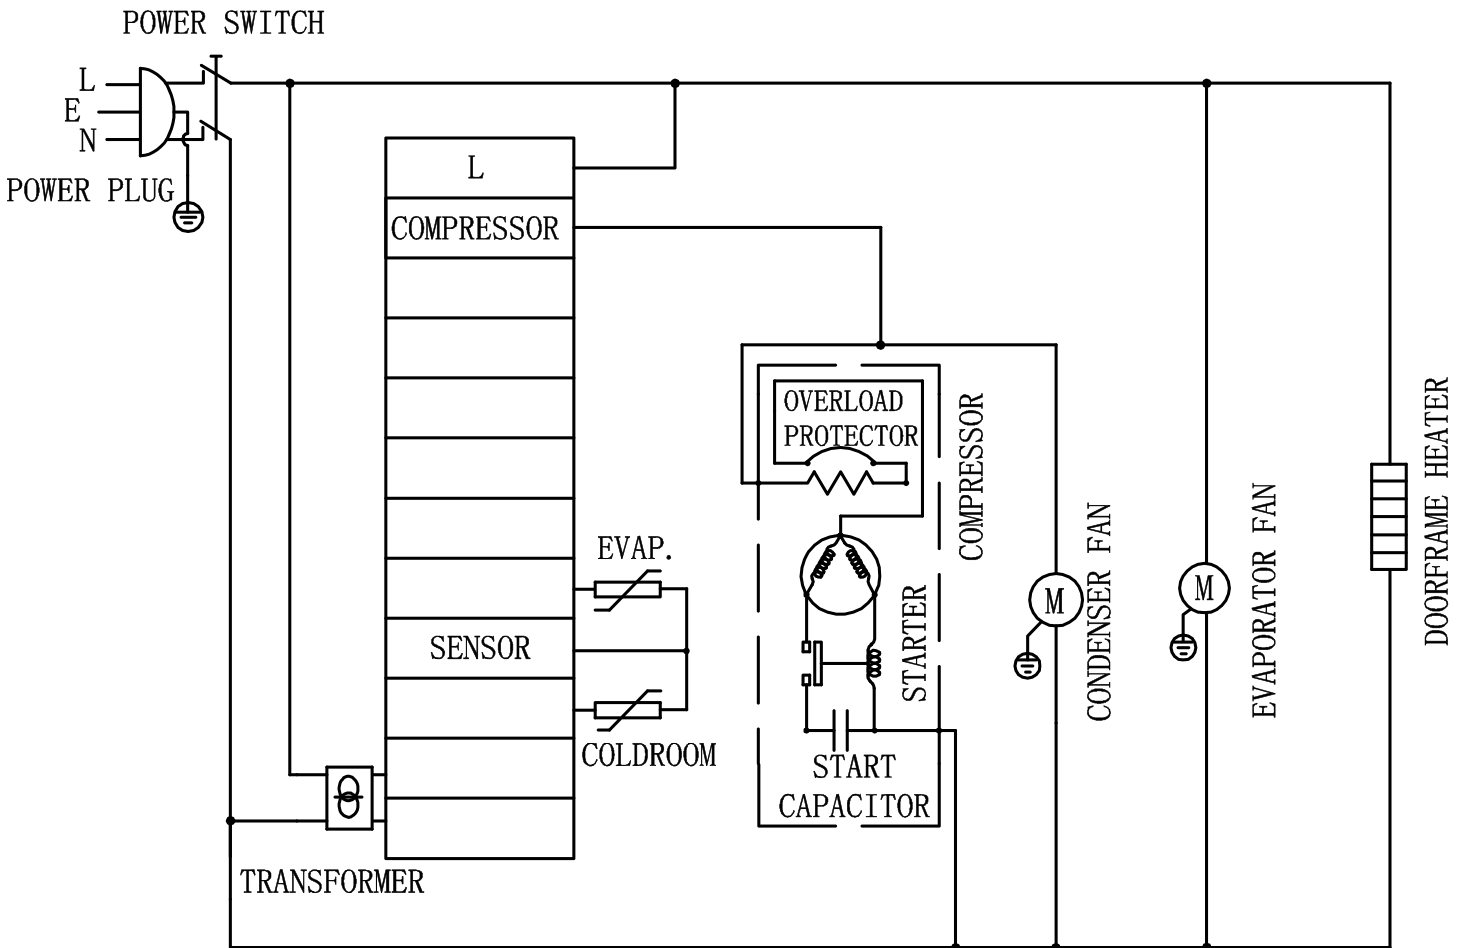 POWER SWITCH
L
E
N
POWER PLUG
L
COMPRESSOR
SENSOR
EVAP.
COLDROOM
TRANSFORMER
OVERLOAD
PROTECTOR
COMPRESSOR
STARTER
START
CAPACITOR
M
CONDENSER FAN
M
EVAPORATOR FAN
DOORFRAME HEATER